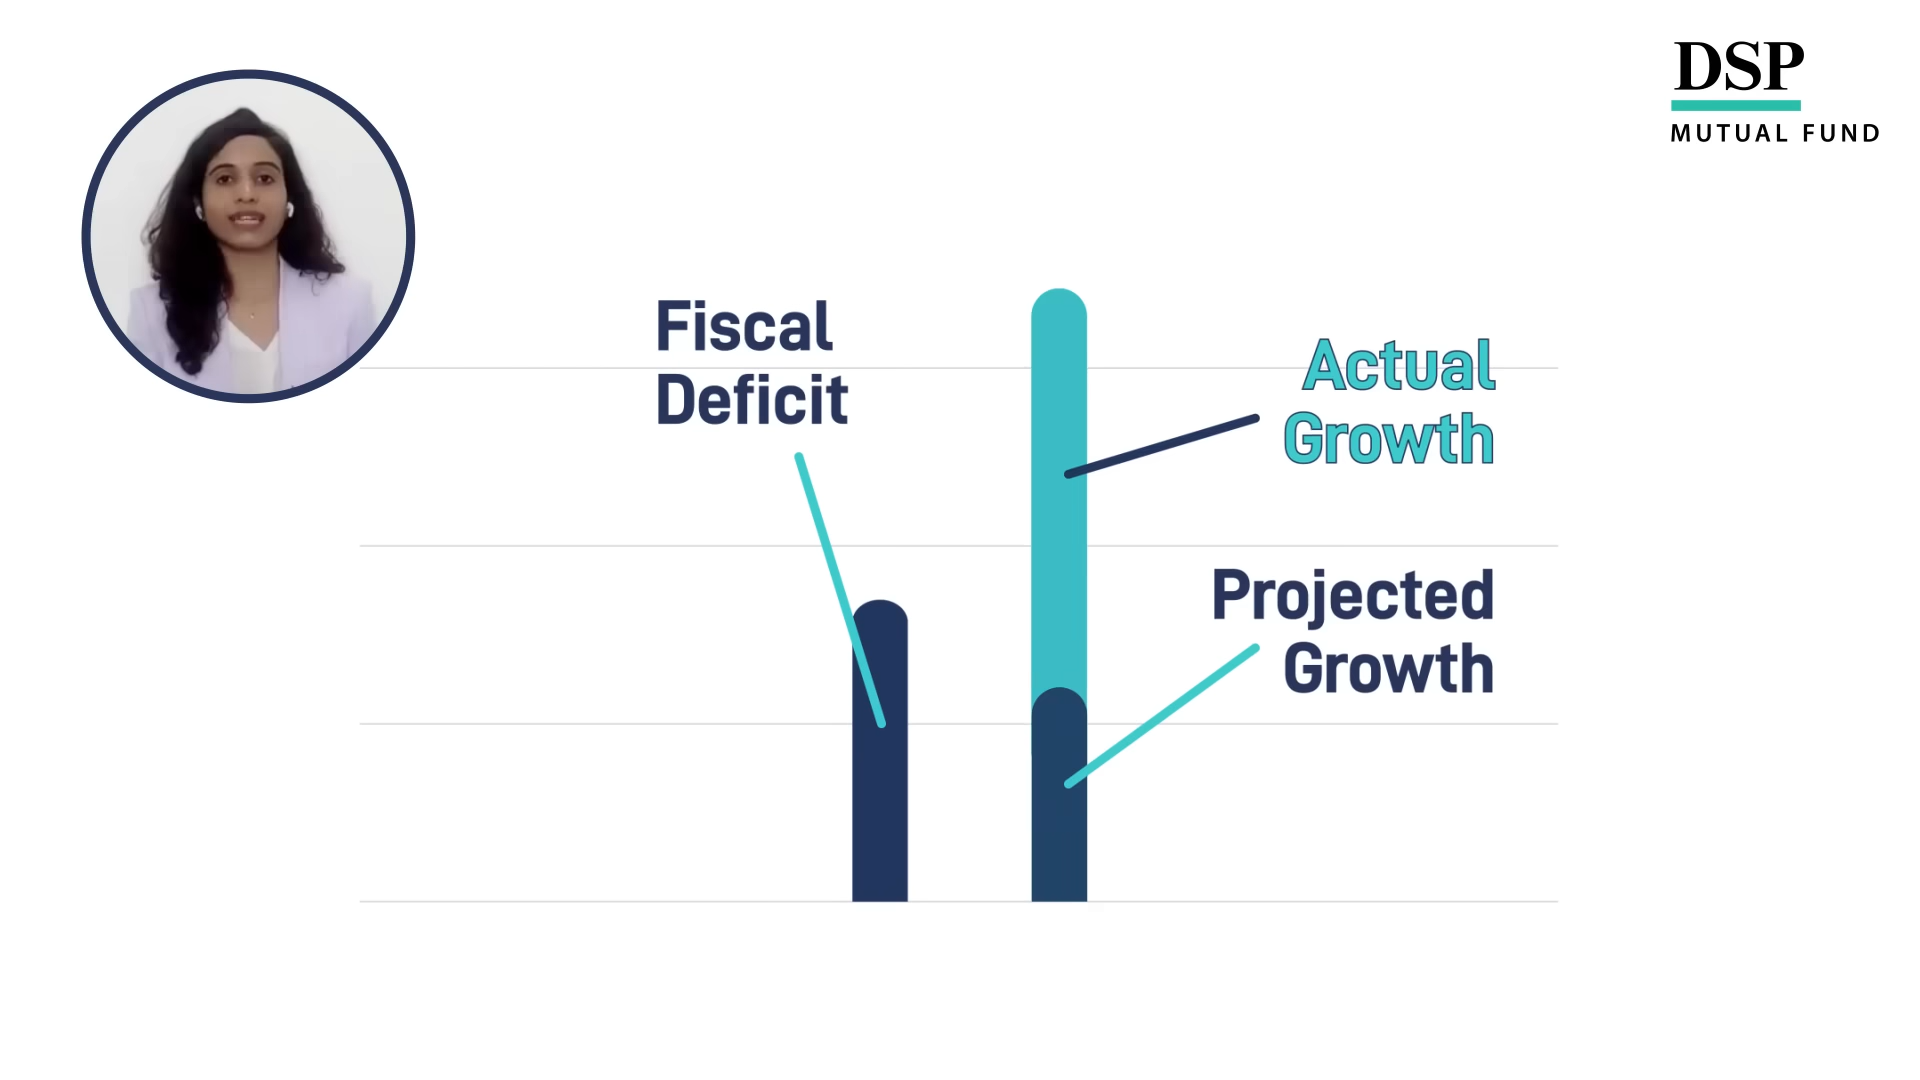 DSP
MUTUAL FUND
Fiscal
Deficit
Actual
Growth
Projected
Growth